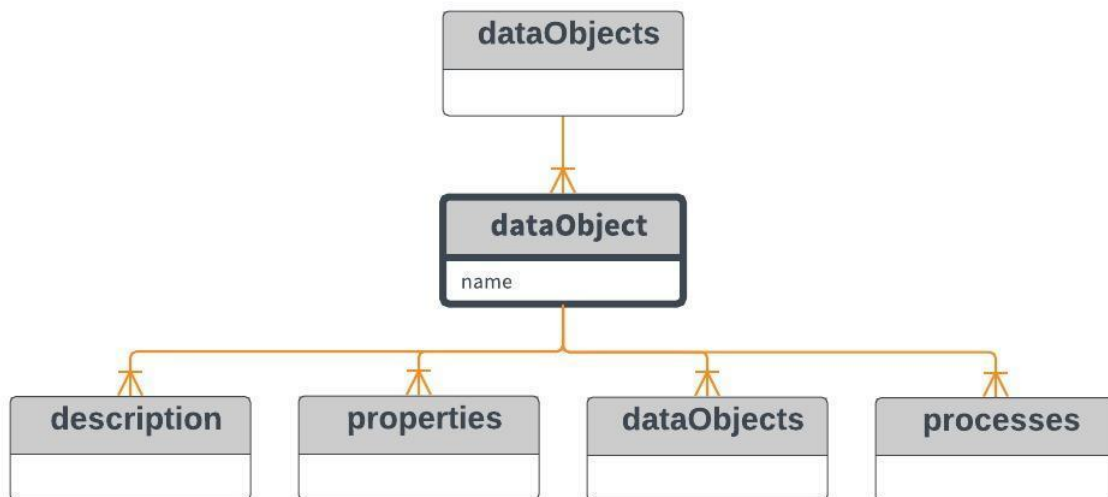 dataObjects
dataObject
name
description
properties
dataObjects
processes